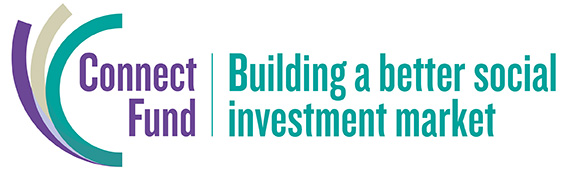 Connect
Fund
Building a better social
investment market